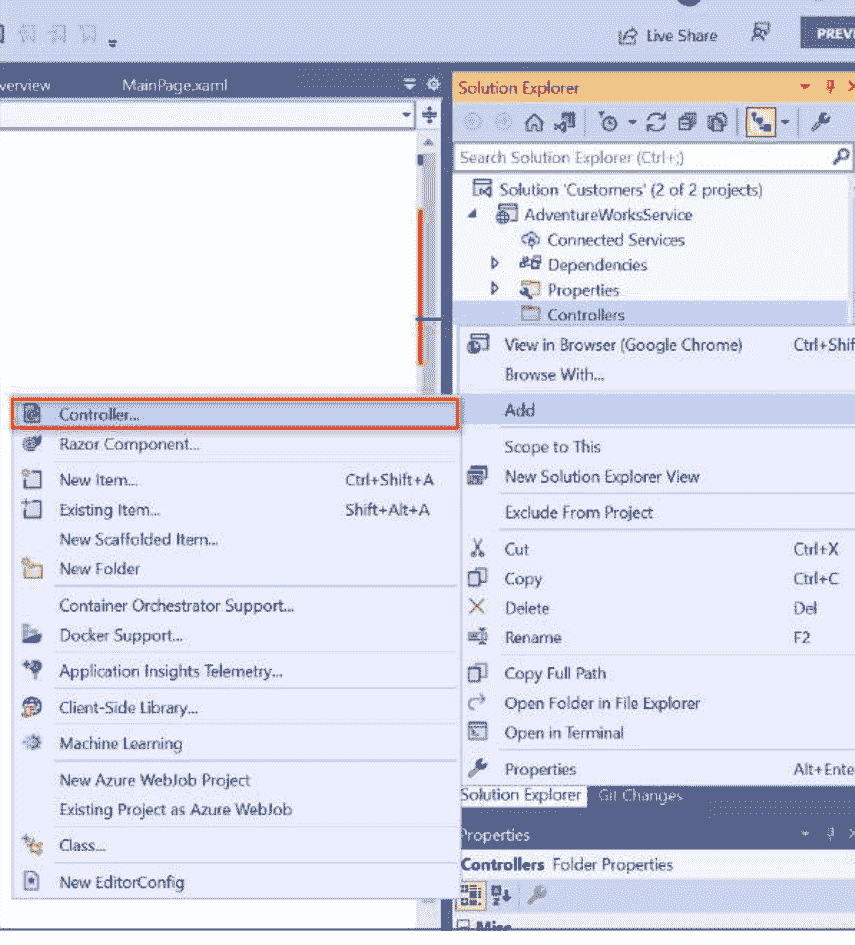 Live Share
PREVI
verview MainPage.xaml
Solution Explorer
Search Solution Explorer (Ctrl+;)
Solution 'Customers' (2 of 2 projects)
AdventureWorksService
Connected Services
Dependencies
Properties
Controllers
View in Browser (Google Chrome) Ctrl+Shif
Browse With...
Add
Scope to This
New Solution Explorer View
Exclude From Project
Cut Ctrl+X
Copy Ctrl+C
Delete Del
Rename F2
Copy Full Path
Open Folder in File Explorer
Open in Terminal
Properties Alt+Ente
Controller...
Razor Component...
New Item... Ctrl+Shift+A
Existing Item... Shift+Alt+A
New Scaffolded Item...
New Folder
Container Orchestrator Support...
Docker Support...
Application Insights Telemetry...
Client-Side Library...
Machine Learning
New Azure WebJob Project
Existing Project as Azure WebJob
Class...
New EditorConfig
Solution Explorer Git Changes
Properties
Controllers Folder Properties
Misc